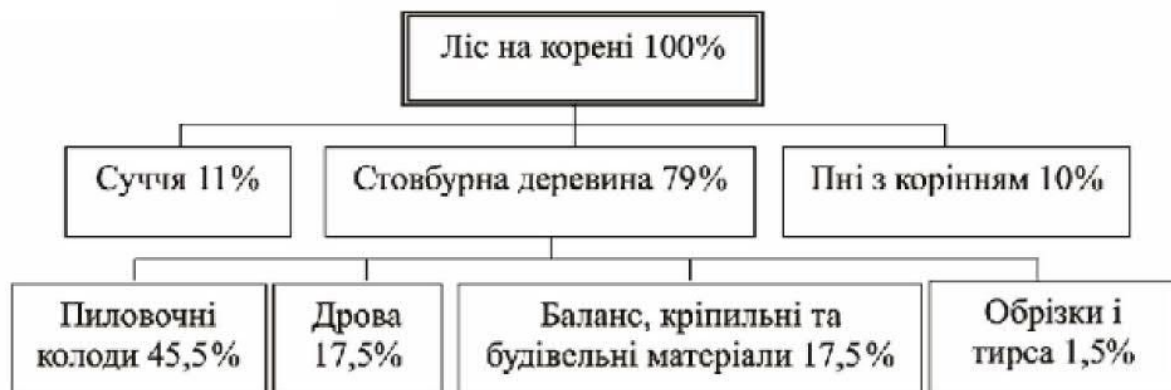 Ліс на корені 100%
Суччя 11%
Стовбурна деревина 79%
Пні з корінням 10%
Пиловочні
колоди 45,5%
Дрова
17,5%
Баланс, кріпильні та
будівельні матеріали 17,5%
Обрізки і
тирса 1,5%